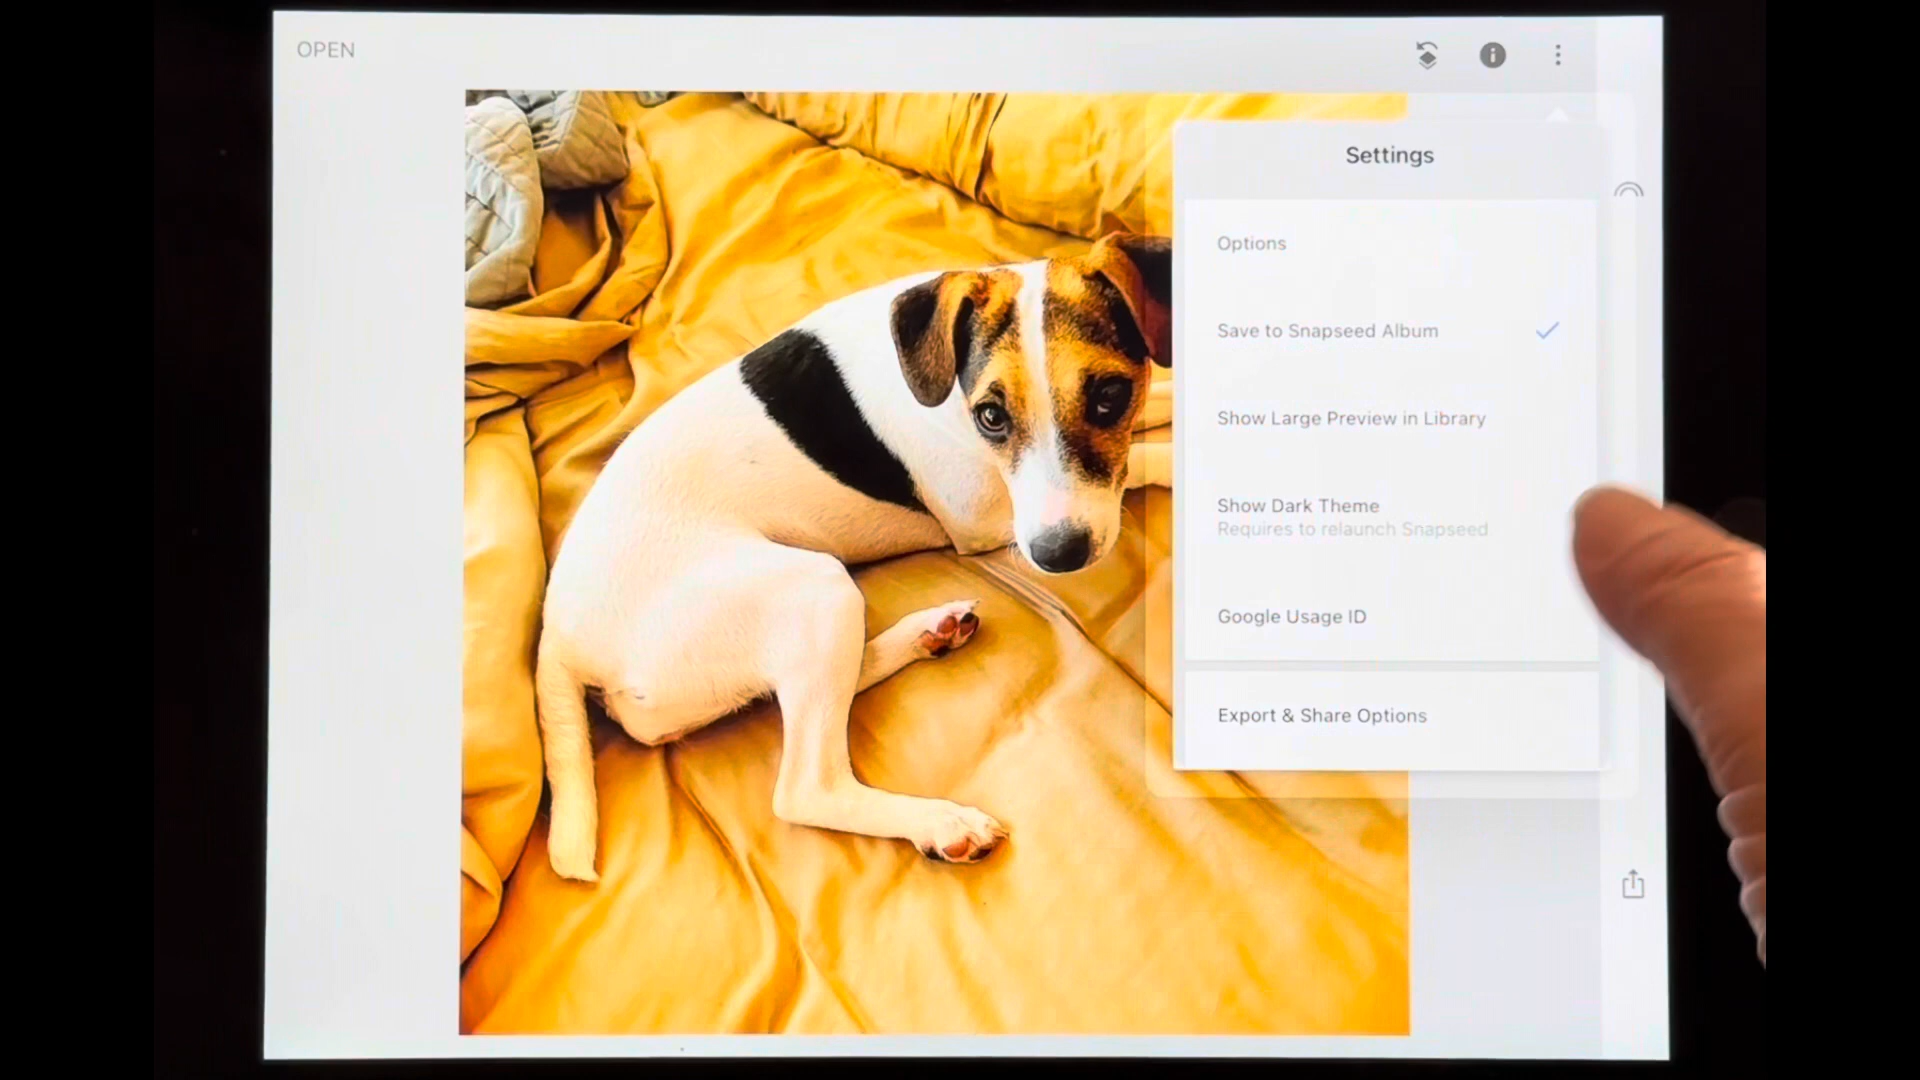 OPEN
Settings
Options
Save to Snapseed Album
Show Large Preview in Library
Show Dark Theme
Requires to relaunch Snapseed
Google Usage ID
Export & Share Options